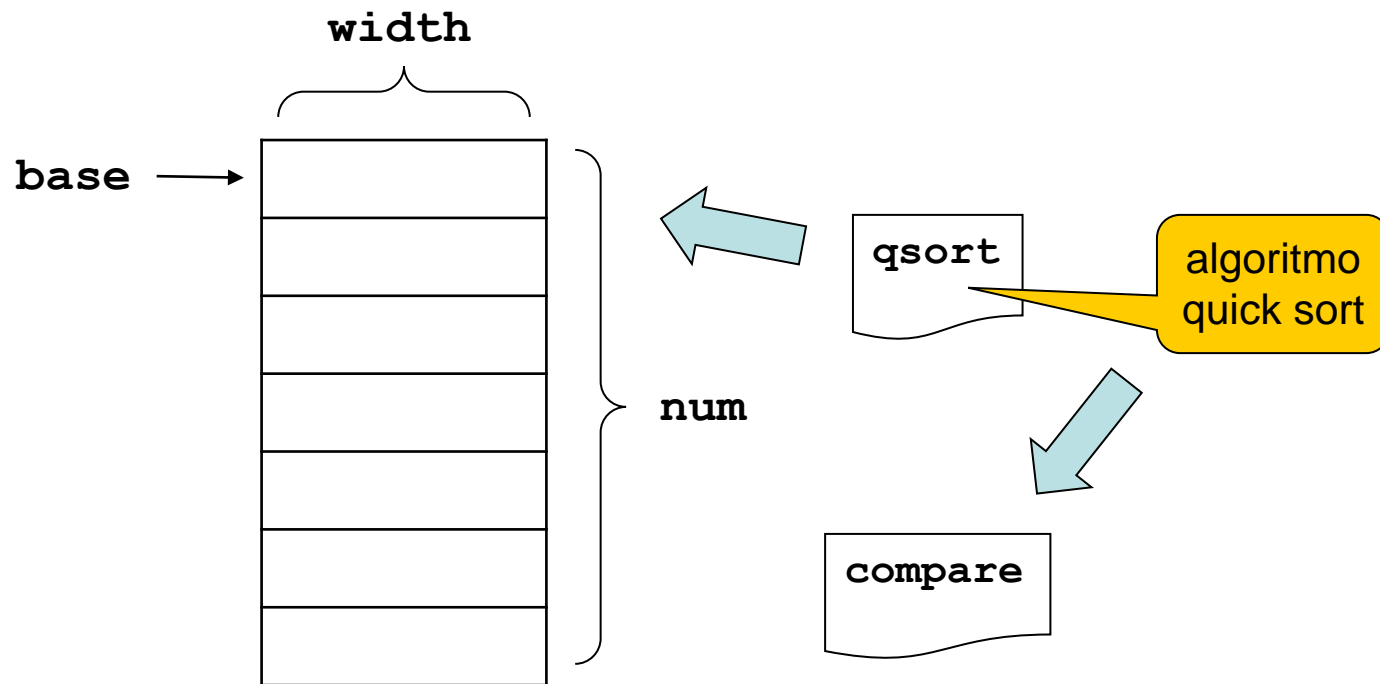 width
base
qsort
algoritmo
quick sort
num
compare